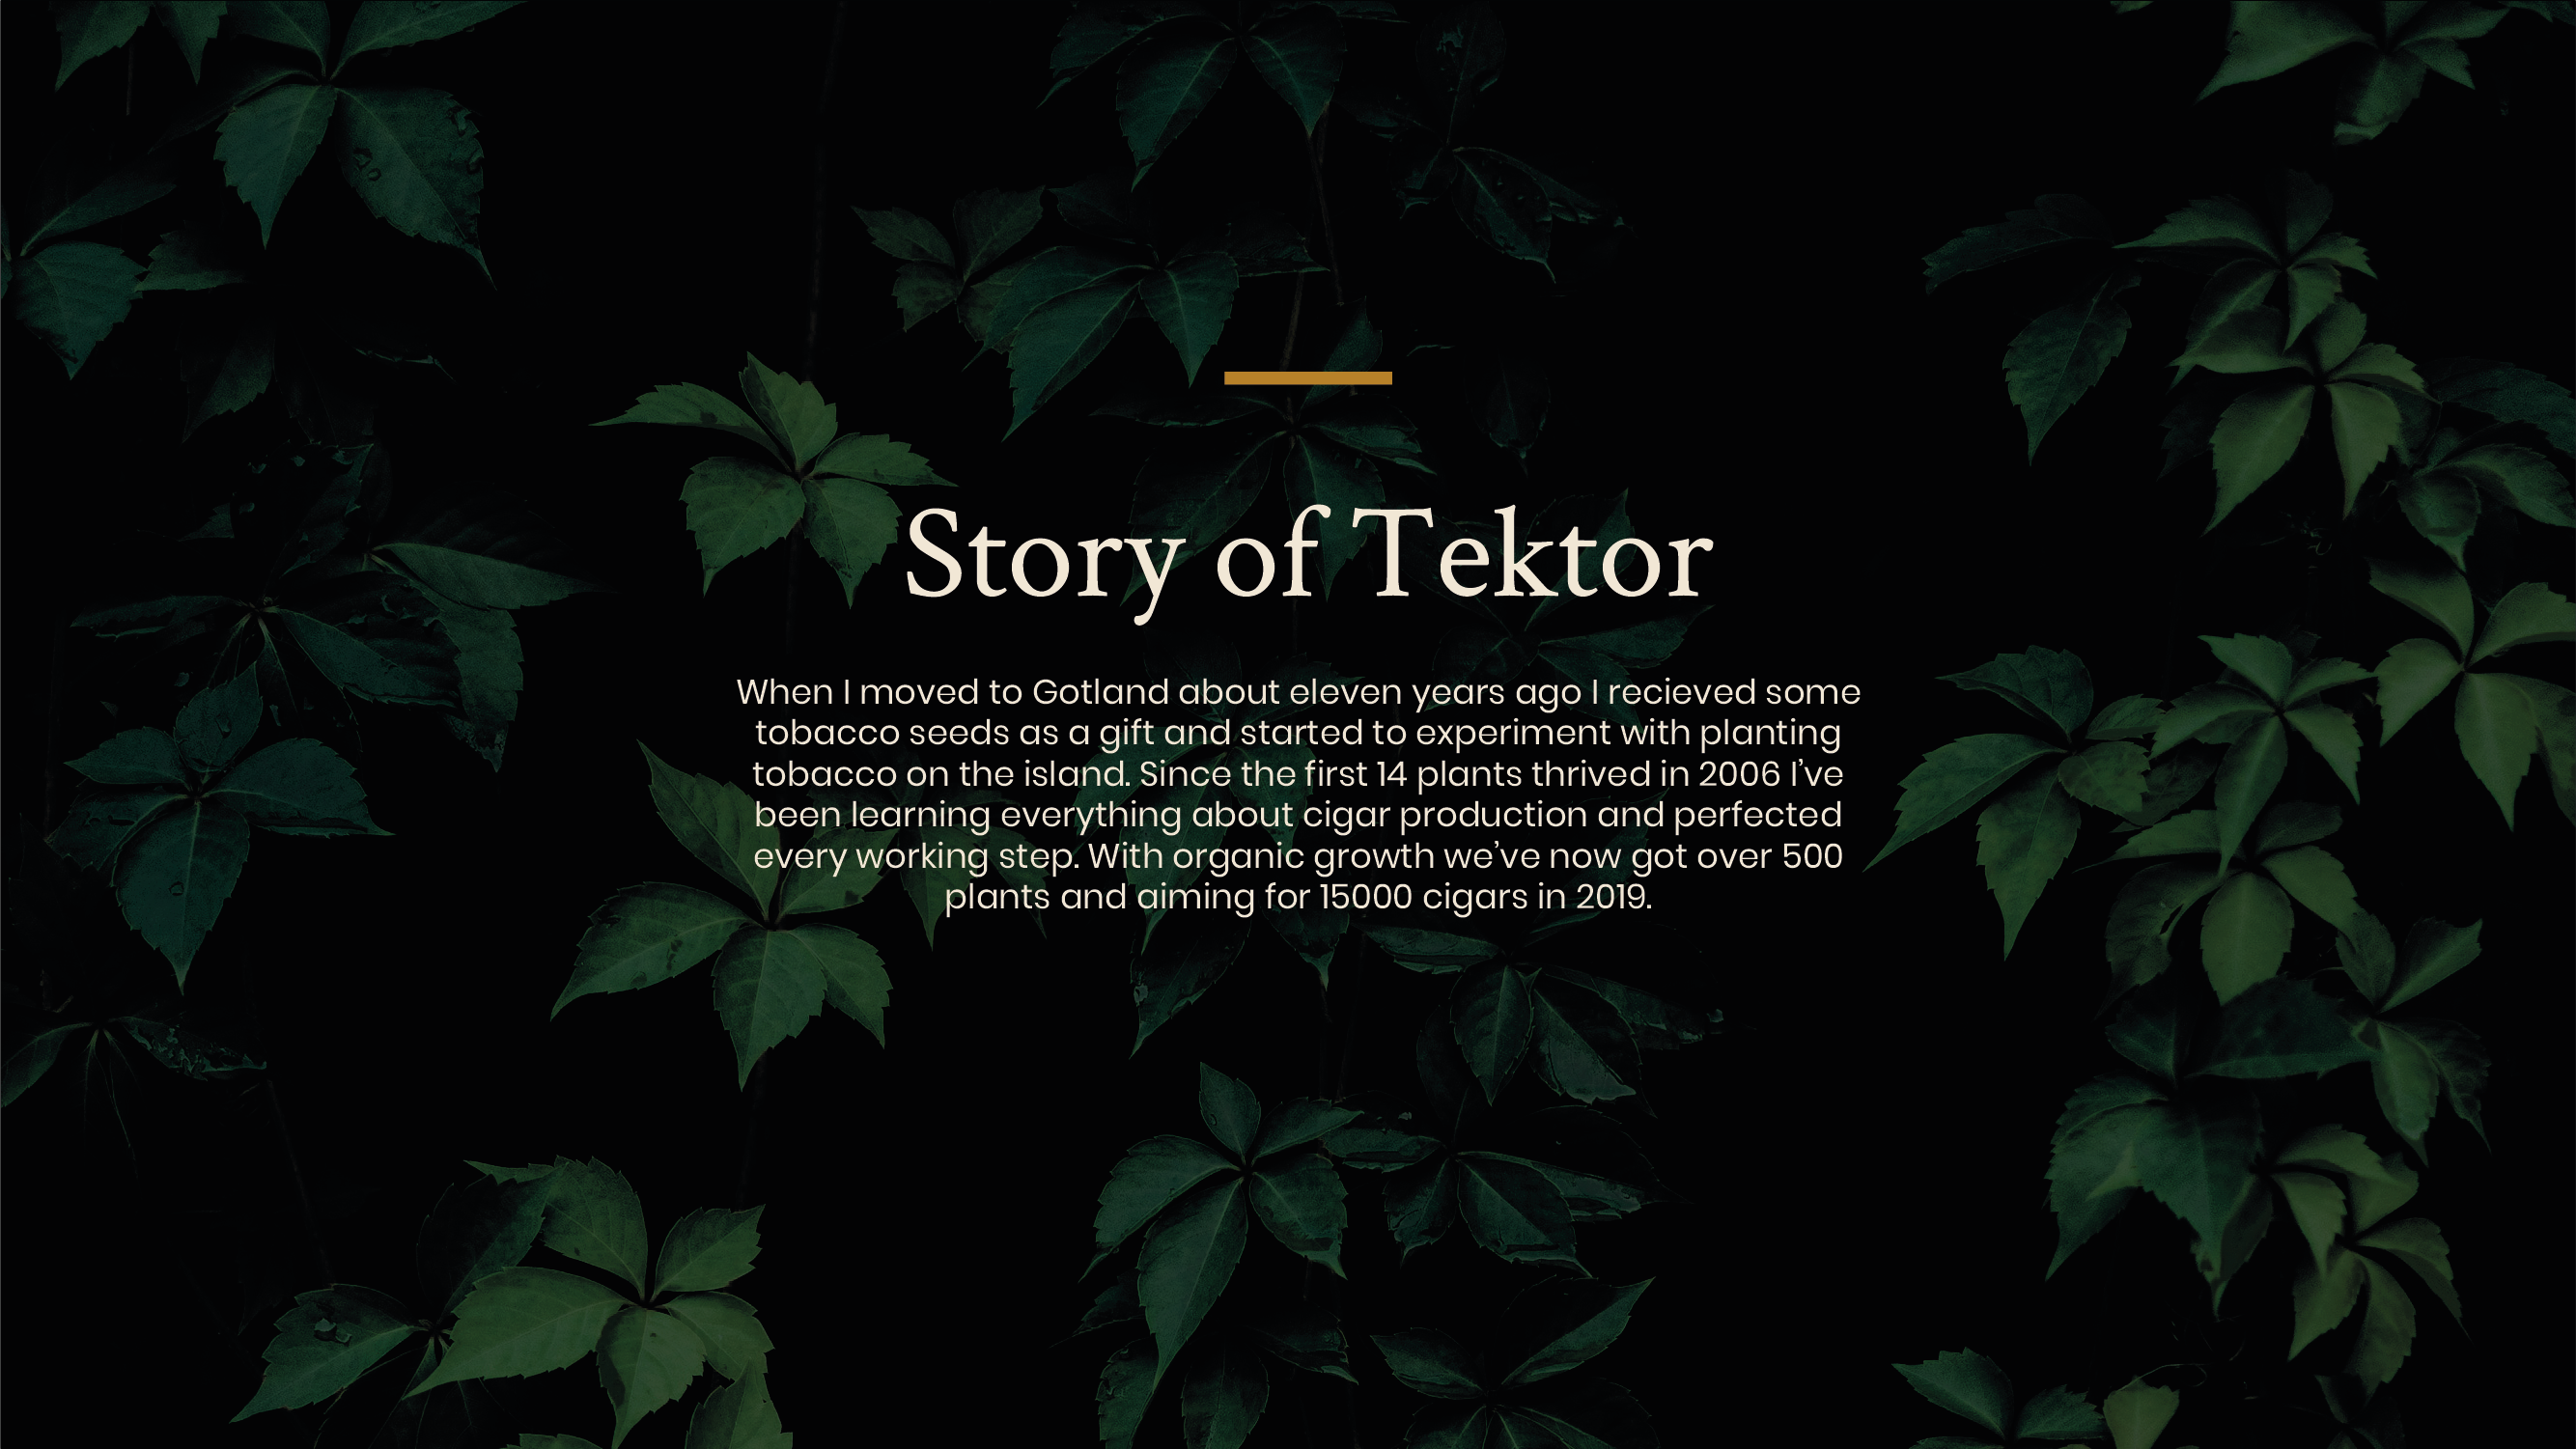 Story of Tektor
When I moved to Gotland about eleven years ago I recieved some
tobacco seeds as a gift and started to experiment with planting
tobacco on the island. Since the first 14 plants thrived in 2006 I’ve
been learning everything about cigar production and perfected
every working step. With organic growth we’ve now got over 500
plants and aiming for 15000 cigars in 2019.